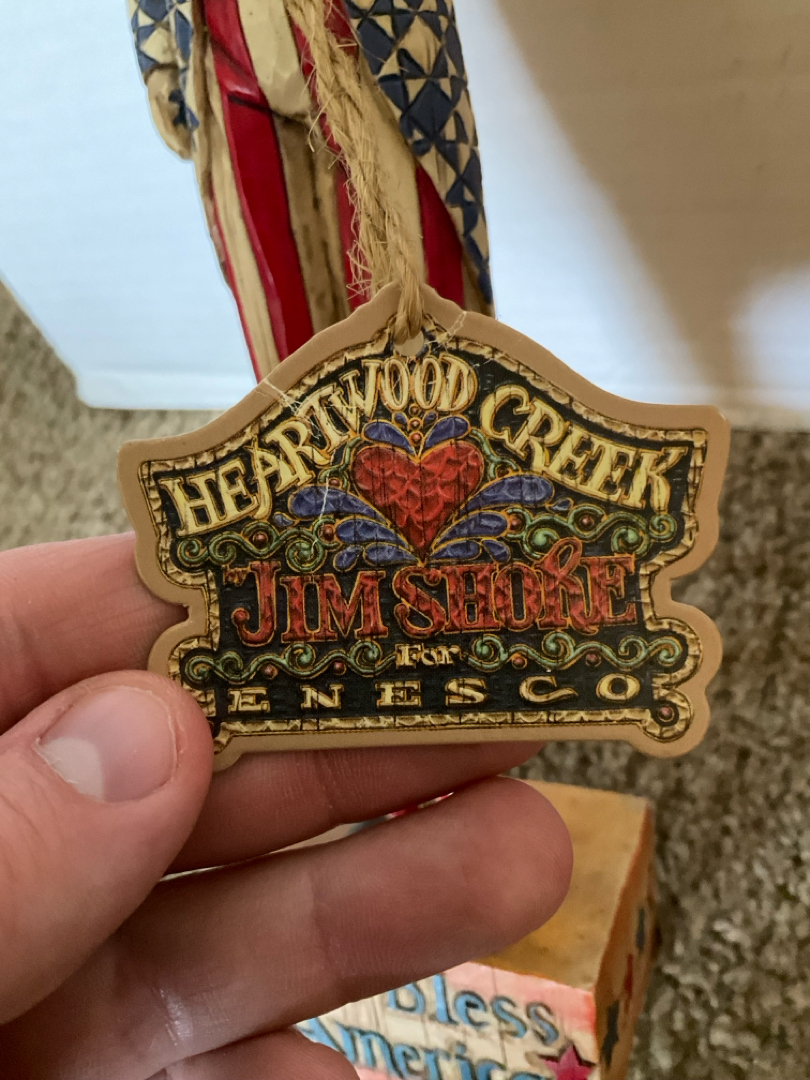 HEARTWOOD CREEK
JIM SHORE
For
ENESCO
Bless
America